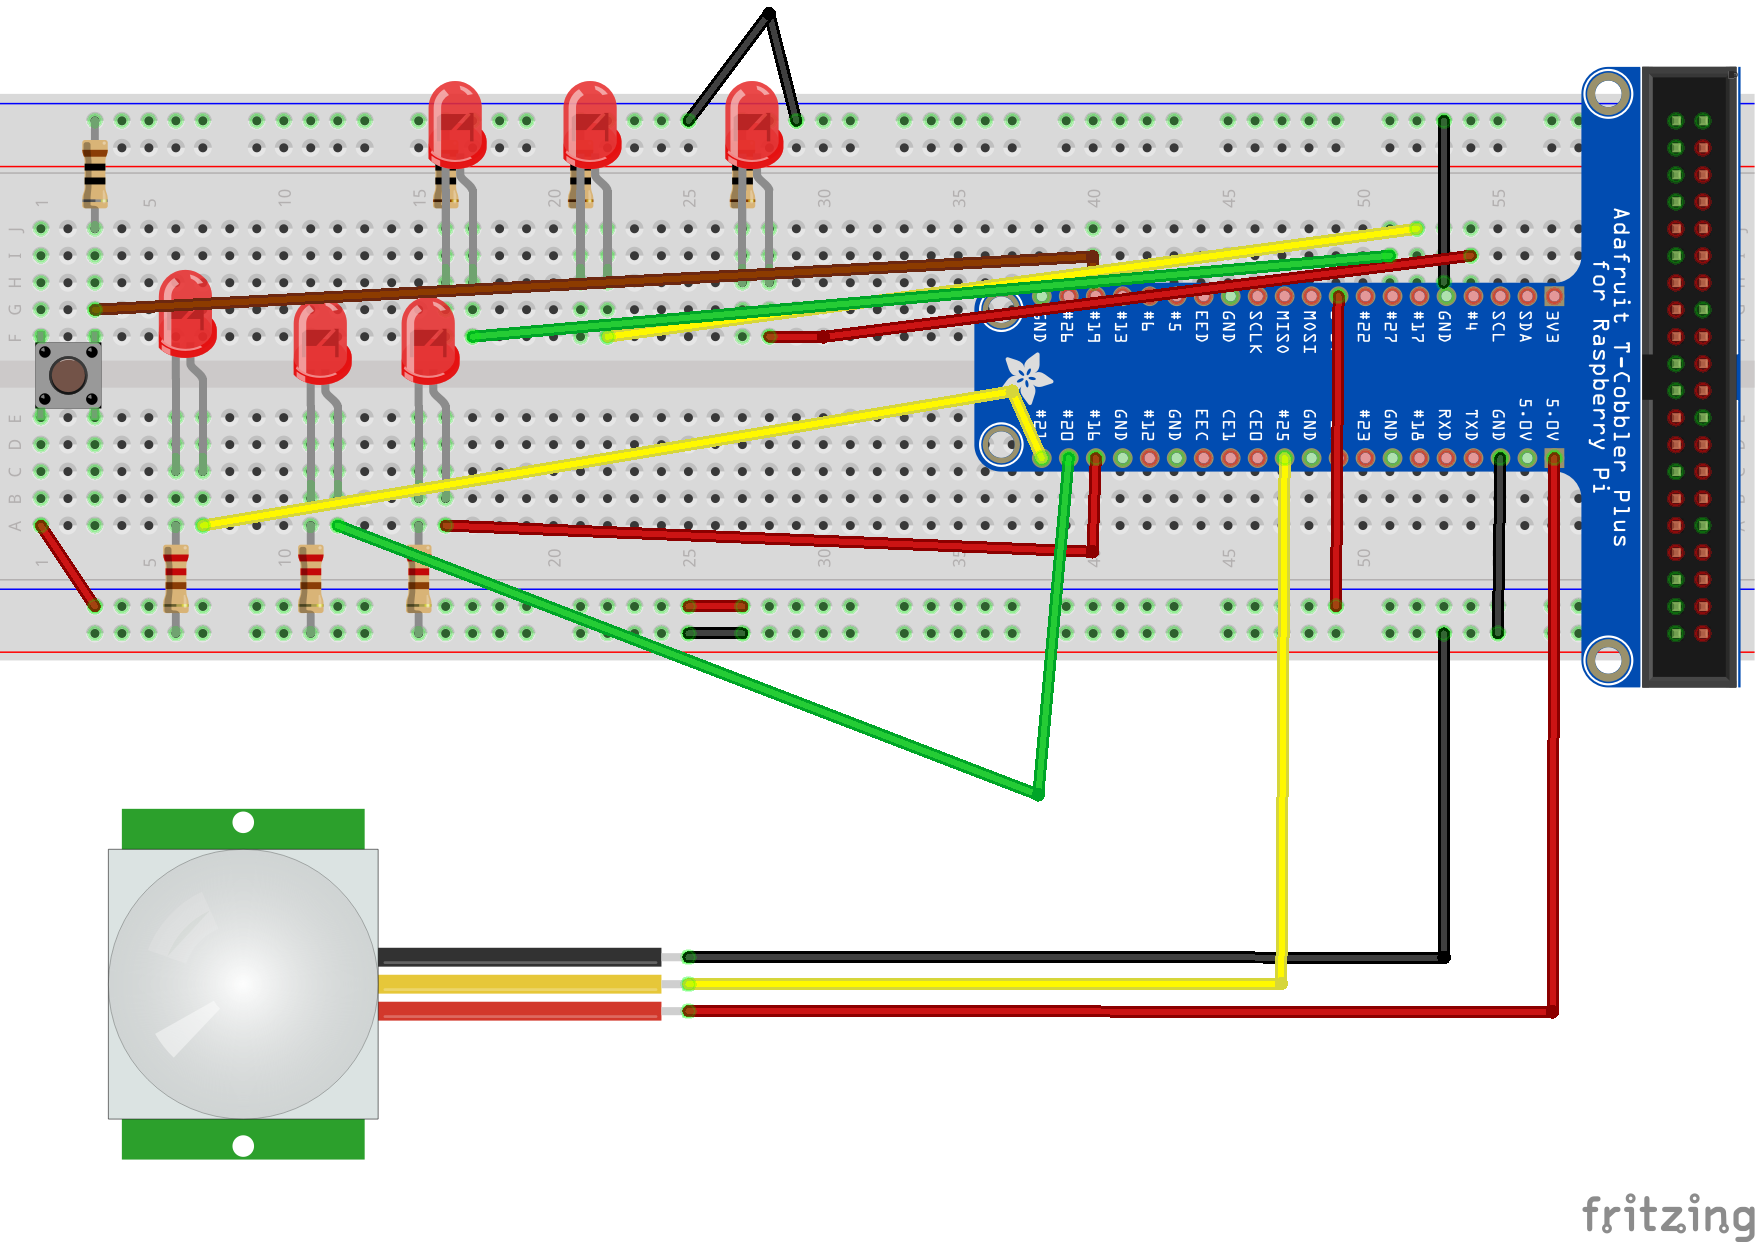 1 5 10 15 20 25 30 35 40 45 50 55
J
I
H
G
F
GND #26 #19 #13 #6 #5 EED GND SCLK MISO MOSI #22 #27 #17 GND #4 SCL SDA 3V3
Adafruit T-Cobbler Plus
for Raspberry Pi
#21 #20 #16 GND #12 GND EEC CE1 CE0 #25 GND #23 GND #18 RXD TXD GND 5.0V 5.0V
E
D
C
B
A
1 5 10 15 20 25 30 35 40 45 50 55
fritzing